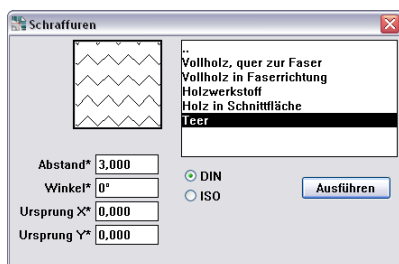 Schraffuren
..
Vollholz, quer zur Faser
Vollholz in Faserrichtung
Holzwerkstoff
Holz in Schnittfläche
Teer
Abstand* 3,000
Winkel* 0°
Ursprung X* 0,000
Ursprung Y* 0,000
DIN
ISO
Ausführen